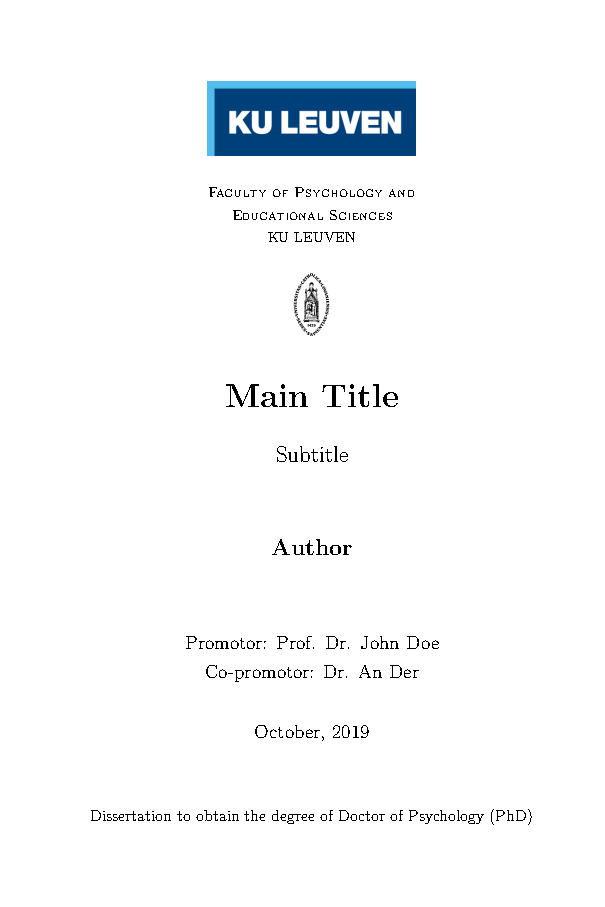 KU LEUVEN
Faculty of Psychology and
Educational Sciences
KU LEUVEN
1425
Main Title
Subtitle
Author
Promotor: Prof. Dr. John Doe
Co-promotor: Dr. An Der
October, 2019
Dissertation to obtain the degree of Doctor of Psychology (PhD)